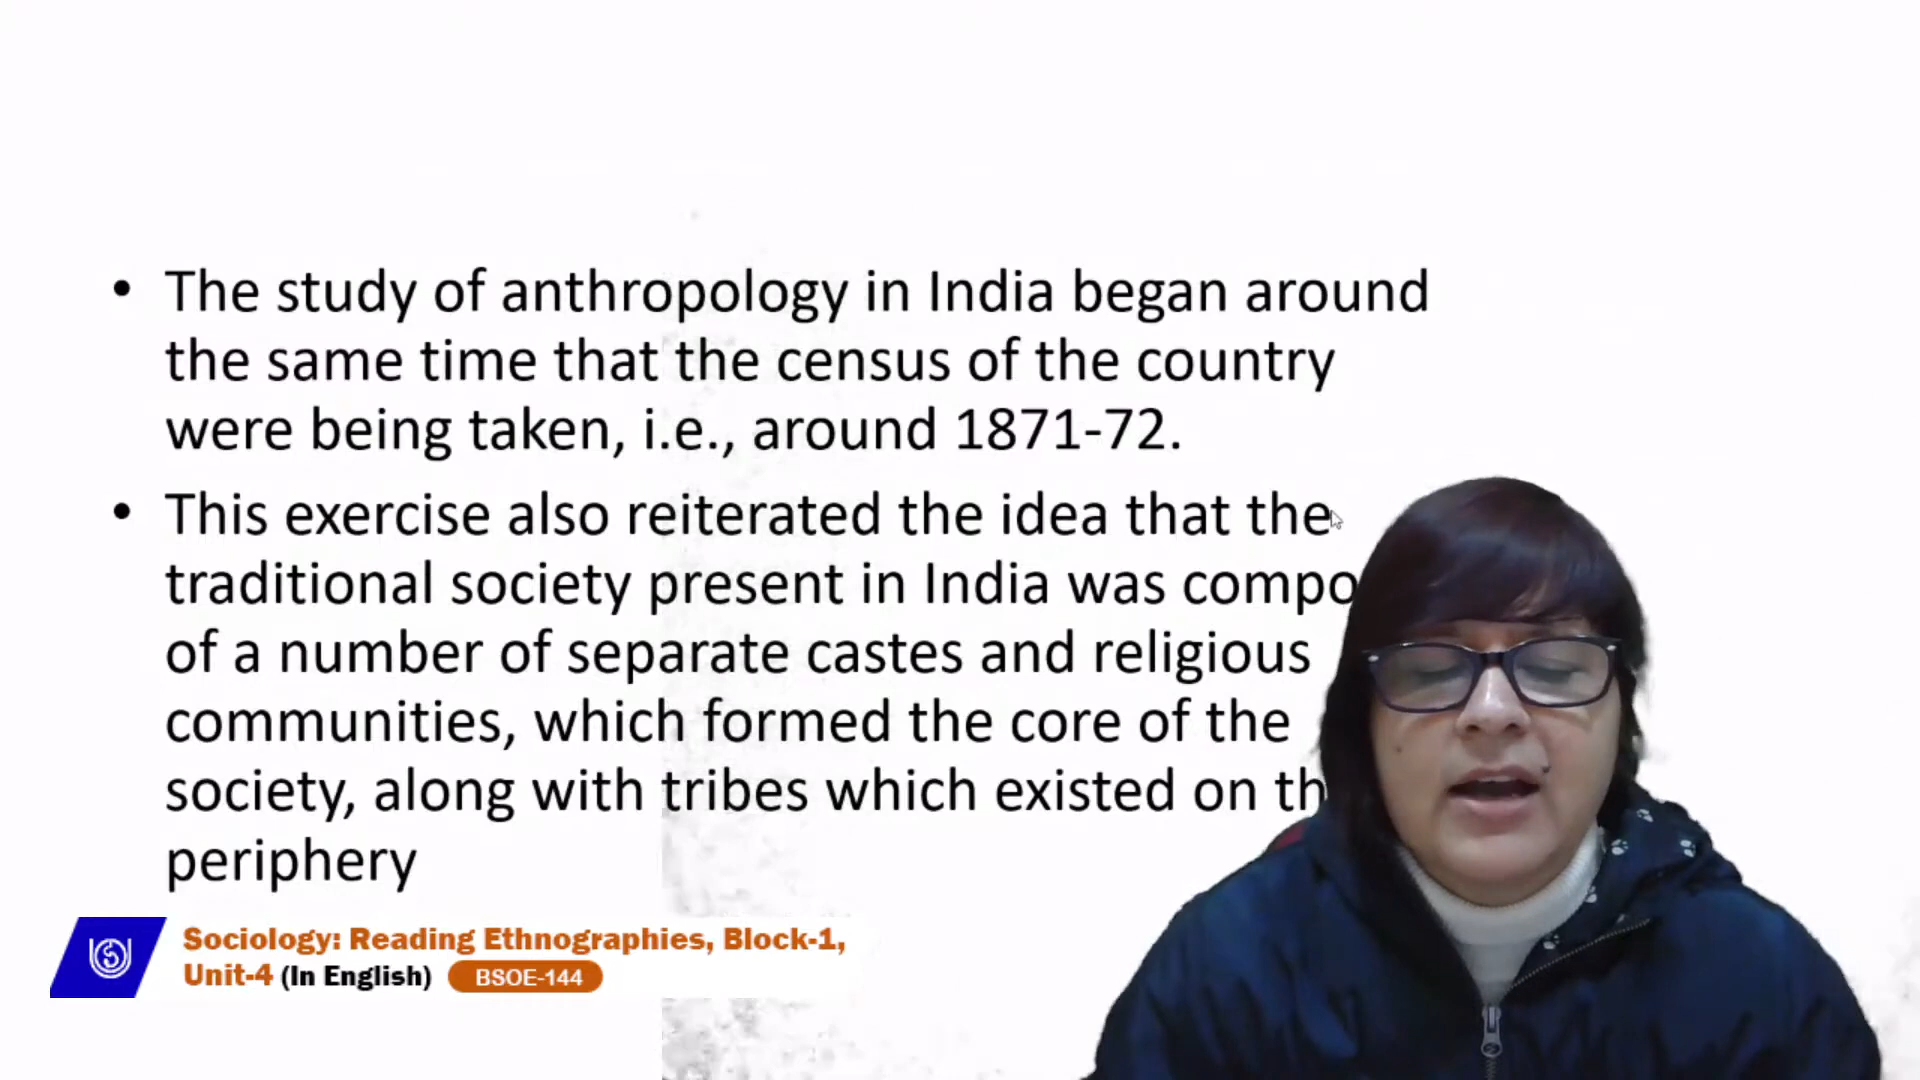 • The study of anthropology in India began around
the same time that the census of the country
were being taken, i.e., around 1871-72.
• This exercise also reiterated the idea that the
traditional society present in India was compo
of a number of separate castes and religious
communities, which formed the core of the
society, along with tribes which existed on th
periphery
Sociology: Reading Ethnographies, Block-1,
Unit-4 (In English) BSOE-144